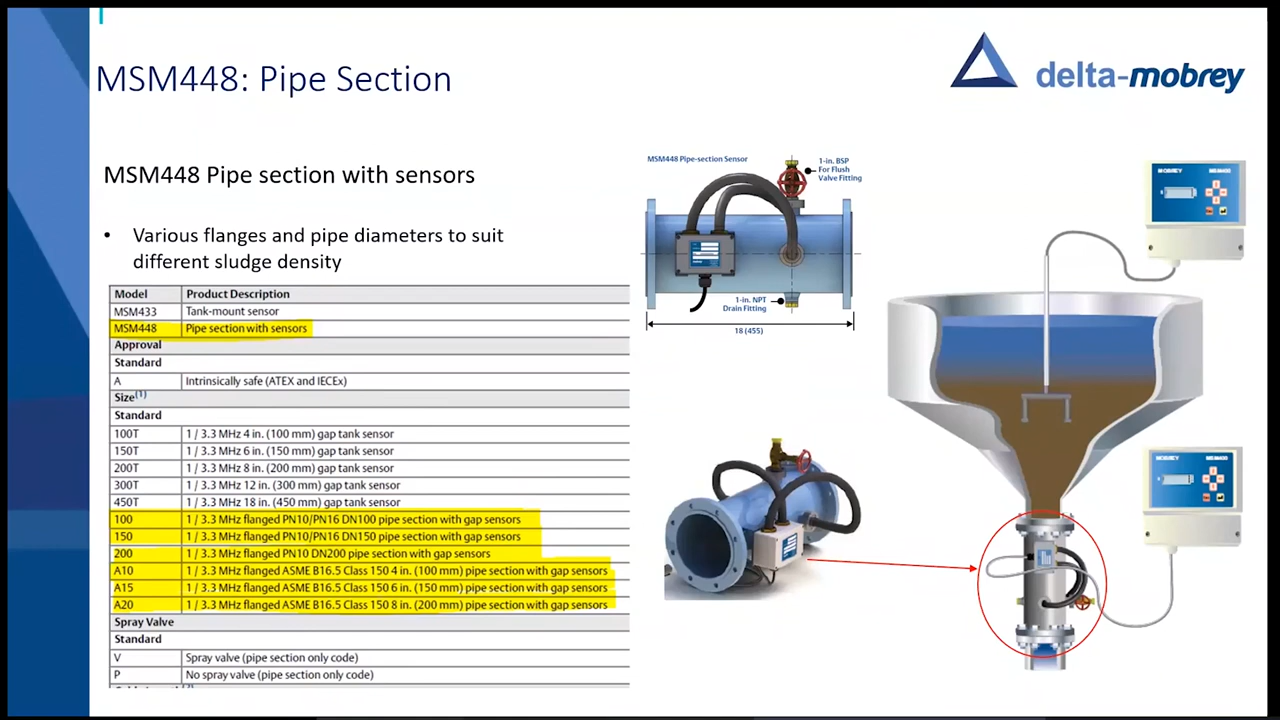 MSM448: Pipe Section
delta-mobrey
MSM448 Pipe section with sensors
• Various flanges and pipe diameters to suit
different sludge density
Model Product Description
MSM433 Tank-mount sensor
MSM448 Pipe section with sensors
Approval
Standard
A Intrinsically safe (ATEX and IECEx)
Size(1)
Standard
100T 1 / 3.3 MHz 4 in. (100 mm) gap tank sensor
150T 1 / 3.3 MHz 6 in. (150 mm) gap tank sensor
200T 1 / 3.3 MHz 8 in. (200 mm) gap tank sensor
300T 1 / 3.3 MHz 12 in. (300 mm) gap tank sensor
450T 1 / 3.3 MHz 18 in. (450 mm) gap tank sensor
100 1 / 3.3 MHz flanged PN10/PN16 DN100 pipe section with gap sensors
150 1 / 3.3 MHz flanged PN10/PN16 DN150 pipe section with gap sensors
200 1 / 3.3 MHz flanged PN10 DN200 pipe section with gap sensors
A10 1 / 3.3 MHz flanged ASME B16.5 Class 150 4 in. (100 mm) pipe section with gap sensors
A15 1 / 3.3 MHz flanged ASME B16.5 Class 150 6 in. (150 mm) pipe section with gap sensors
A20 1 / 3.3 MHz flanged ASME B16.5 Class 150 8 in. (200 mm) pipe section with gap sensors
Spray Valve
Standard
V Spray valve (pipe section only code)
P No spray valve (pipe section only code)
MSM448 Pipe-section Sensor
1-in. BSP
For Flush
Valve Fitting
1-in. NPT
Drain Fitting
18 (455)
MOBREY MSM400
MOBREY MSM400